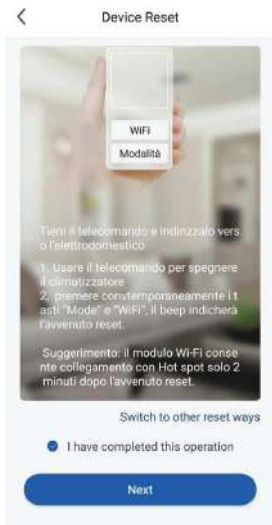 Device Reset
WiFi
Modalità
Tieni il telecomando e indirizzalo vers
o l'elettrodomestico
1. Usare il telecomando per spegnere
il climatizzatore
2, premere convtemporaneamente i t
asti "Mode" e "WiFi", il beep indicherà
l'avvenuto reset.
Suggerimento: il modulo Wi-Fi conse
nte collegamento con Hot spot solo 2
minuti dopo l'avvenuto reset.
Switch to other reset ways
I have completed this operation
Next